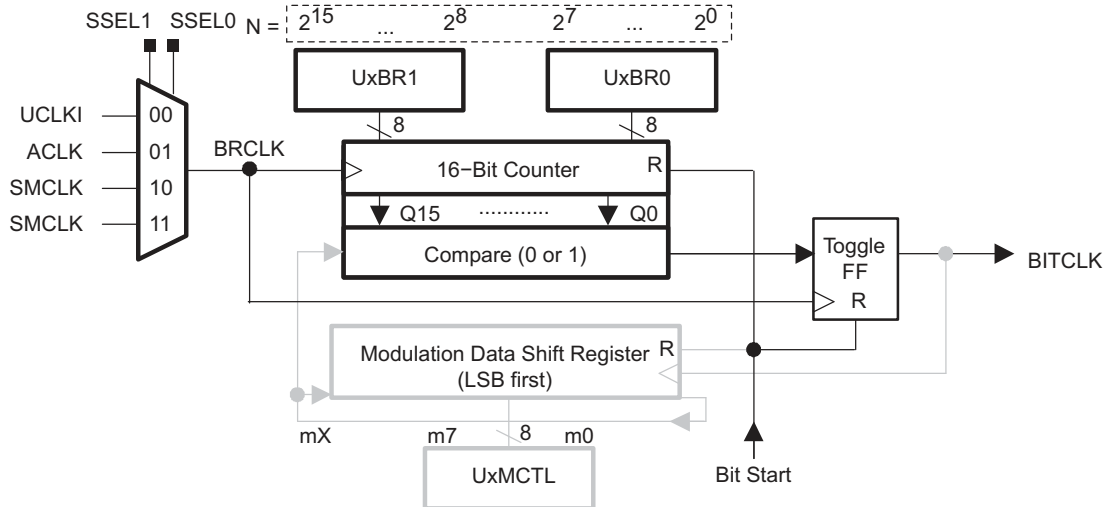 SSEL1 SSEL0 N = 2^15 ... 2^8 2^7 ... 2^0
UxBR1 UxBR0
8 8
UCLKI 00
ACLK 01
SMCLK 10
SMCLK 11
BRCLK
16−Bit Counter R
Q15 ............ Q0
Compare (0 or 1)
Toggle
FF
R
BITCLK
Modulation Data Shift Register R
(LSB first)
mX m7 8 m0
UxMCTL
Bit Start